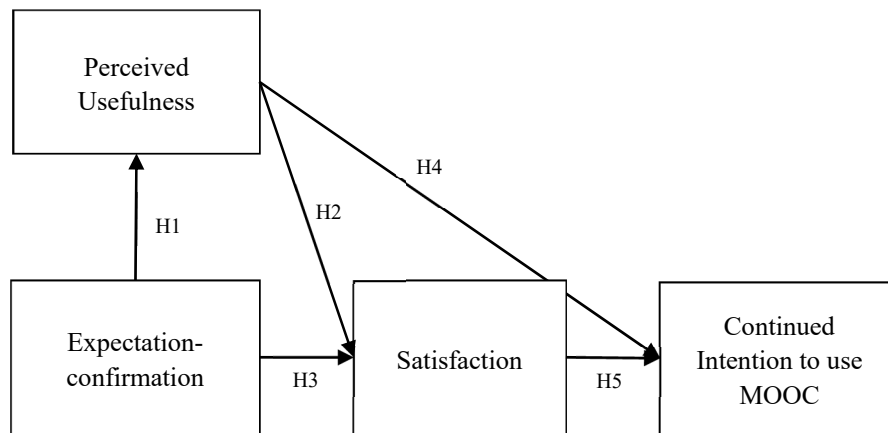 Perceived
Usefulness
H4
H2
H1
Expectation-
confirmation
H3
Satisfaction
H5
Continued
Intention to use
MOOC